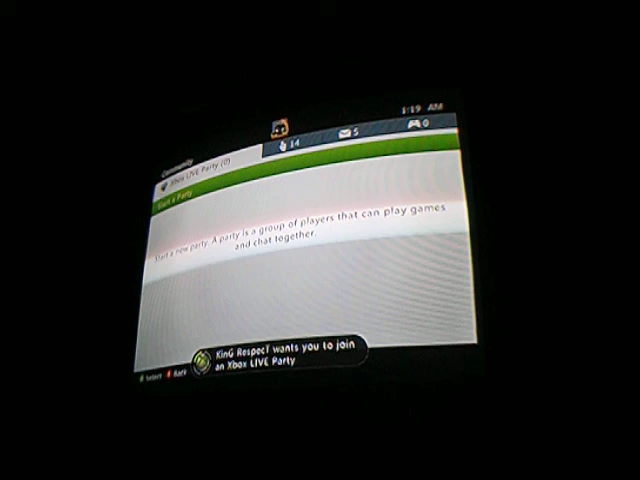 1:19 AM
Community
Xbox LIVE Party (0)
14
5
0
Start a Party
Start a new party. A party is a group of players that can play games
and chat together.
KinG RespecT wants you to join
an Xbox LIVE Party
Select
Back